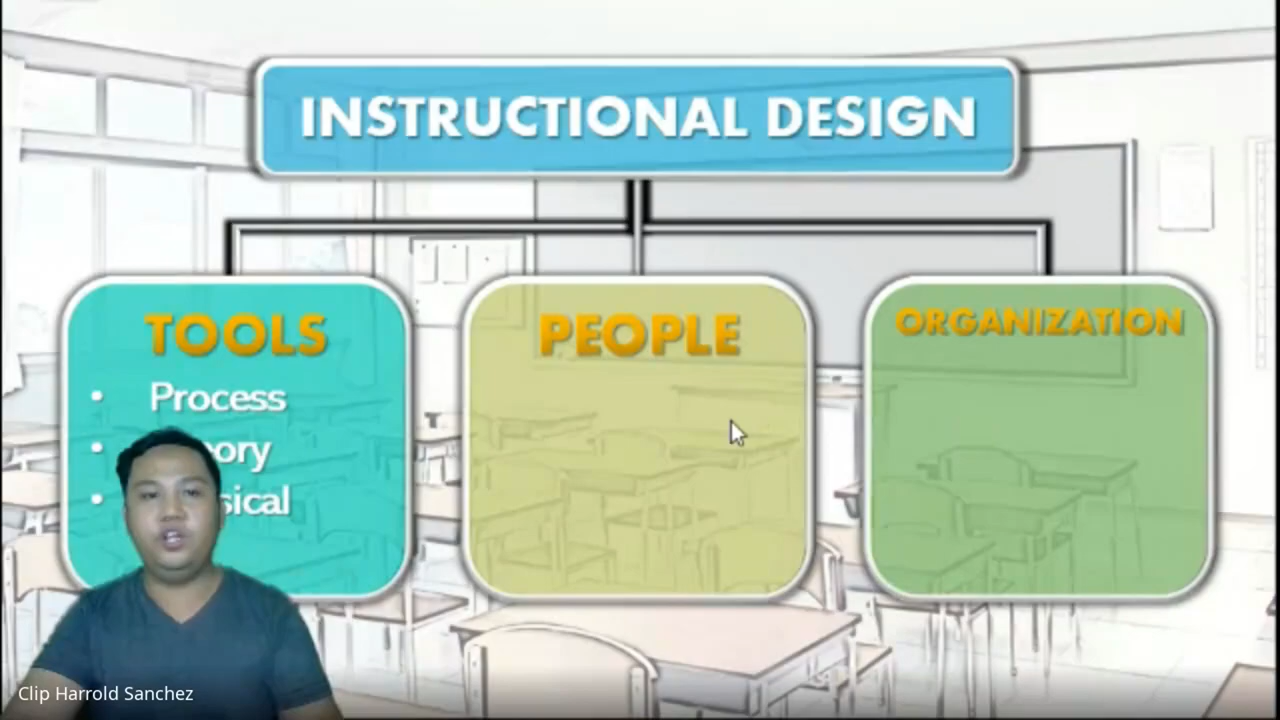 INSTRUCTIONAL DESIGN
TOOLS
PEOPLE
ORGANIZATION
• Process
•
•
Clip Harrold Sanchez